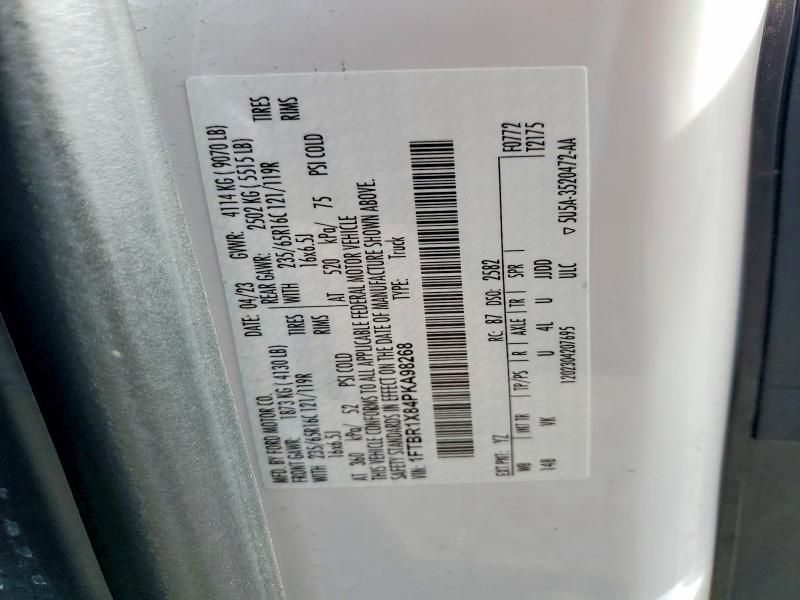 MFD. BY FORD MOTOR CO. DATE: 04/23 GVWR: 4114 KG ( 9070 LB)
FRONT GAWR: 1873 KG ( 4130 LB) REAR GAWR: 2502 KG ( 5515 LB)
WITH 235/65R16C 121/119R TIRES WITH 235/65R16C 121/119R TIRES
16x6.5J RIMS 16x6.5J RIMS
AT 360 kPa/ 52 PSI COLD AT 520 kPa/ 75 PSI COLD
THIS VEHICLE CONFORMS TO ALL APPLICABLE FEDERAL MOTOR VEHICLE
SAFETY STANDARDS IN EFFECT ON THE DATE OF MANUFACTURE SHOWN ABOVE.
VIN: 1FTBR1X84PKA98268 TYPE: Truck
F0772
T2175
EXT PNT: YZ RC: 87 DSO: 2582
WB INT TR TP/PS R AXLE TR SPR
148 VK U 4L U JJDD
1202304207695 ULC ▽ 5U5A-3520472-AA